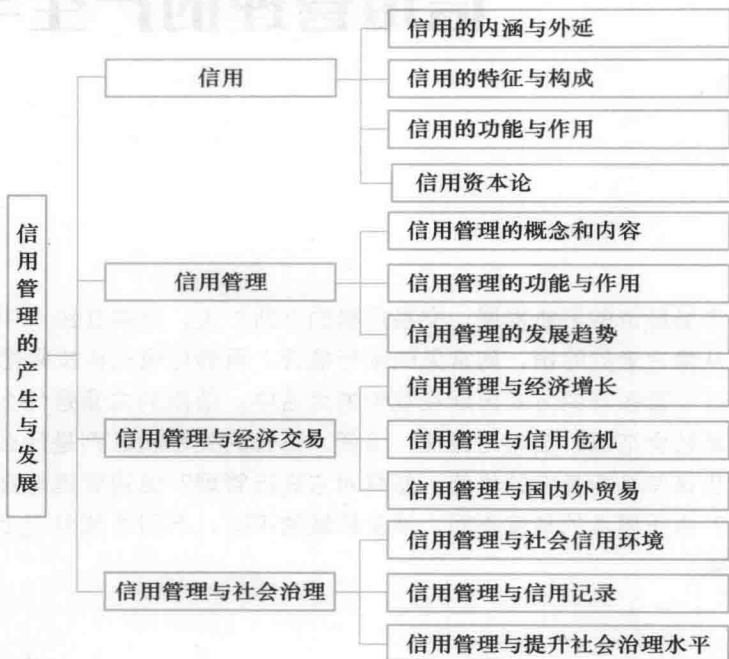 信用管理的产生与发展
信用
信用的内涵与外延
信用的特征与构成
信用的功能与作用
信用资本论
信用管理
信用管理的概念和内容
信用管理的功能与作用
信用管理的发展趋势
信用管理与经济交易
信用管理与经济增长
信用管理与信用危机
信用管理与国内外贸易
信用管理与社会治理
信用管理与社会信用环境
信用管理与信用记录
信用管理与提升社会治理水平